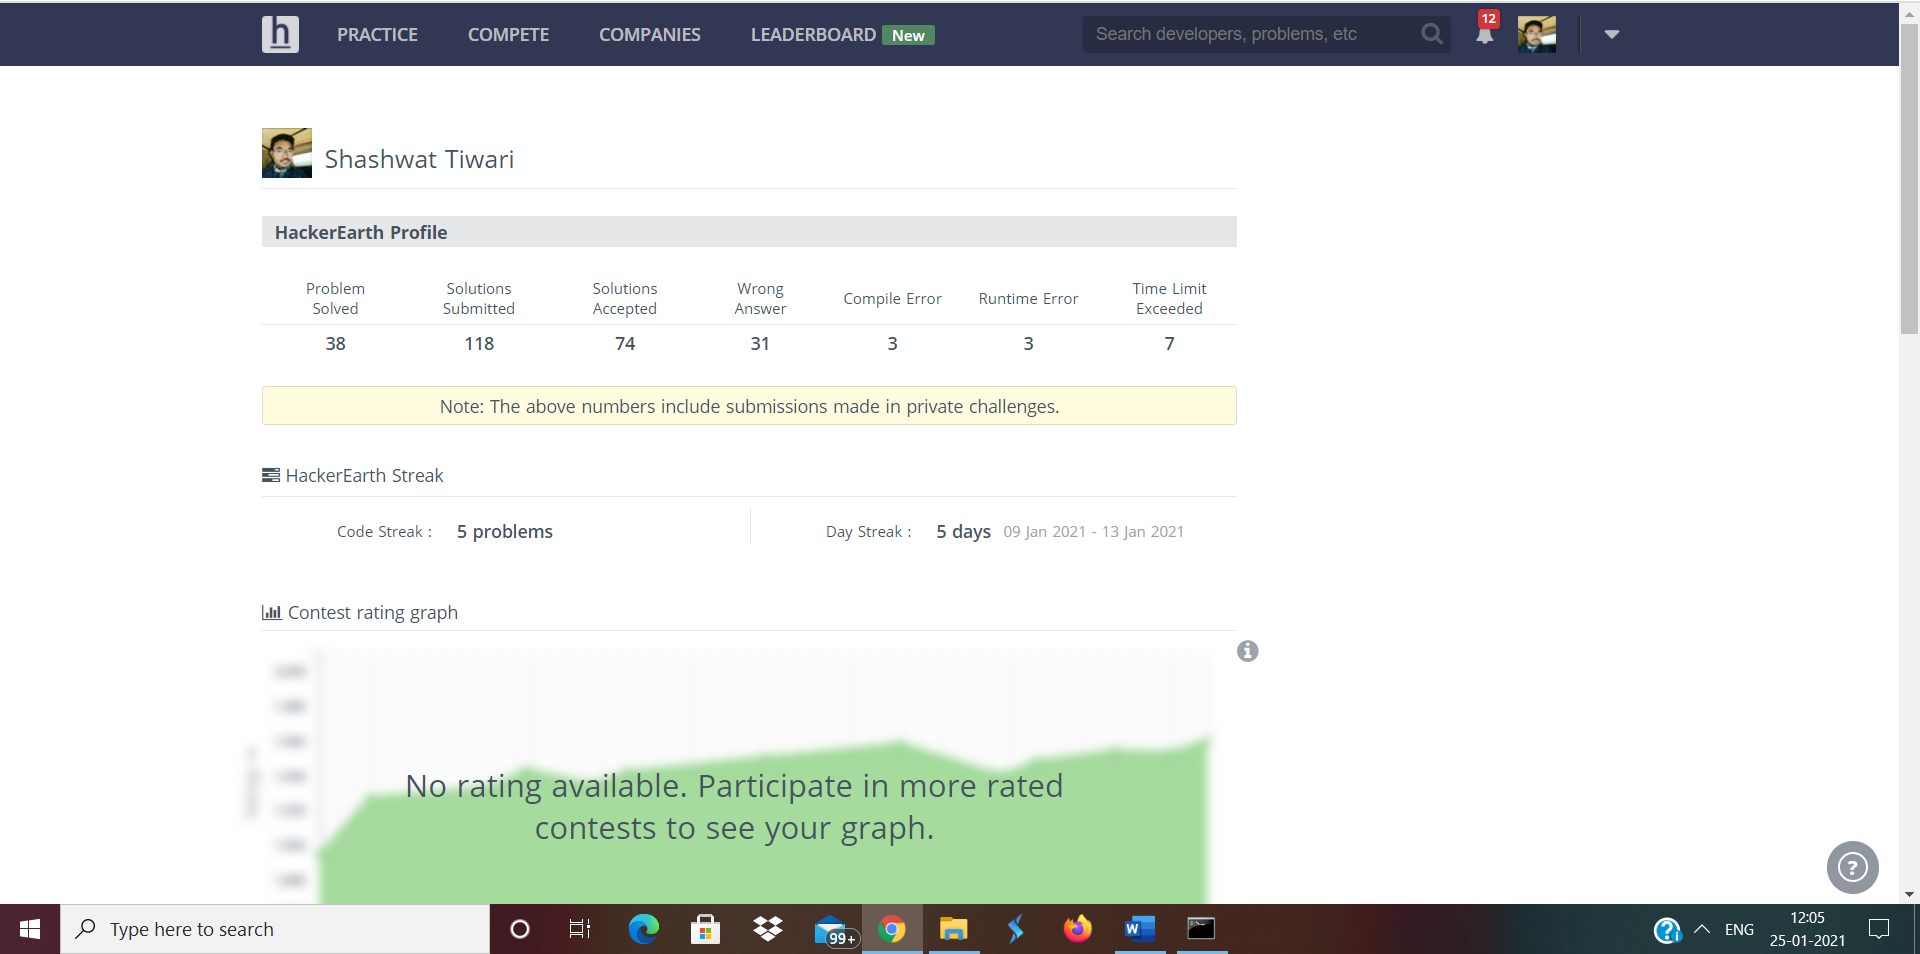 h PRACTICE COMPETE COMPANIES LEADERBOARD New Search developers, problems, etc 12
Shashwat Tiwari
HackerEarth Profile
Problem Solved Solutions Submitted Solutions Accepted Wrong Answer Compile Error Runtime Error Time Limit Exceeded
38 118 74 31 3 3 7
Note: The above numbers include submissions made in private challenges.
HackerEarth Streak
Code Streak : 5 problems Day Streak : 5 days 09 Jan 2021 - 13 Jan 2021
Contest rating graph
No rating available. Participate in more rated
contests to see your graph.
Type here to search 99+ ENG 12:05
25-01-2021